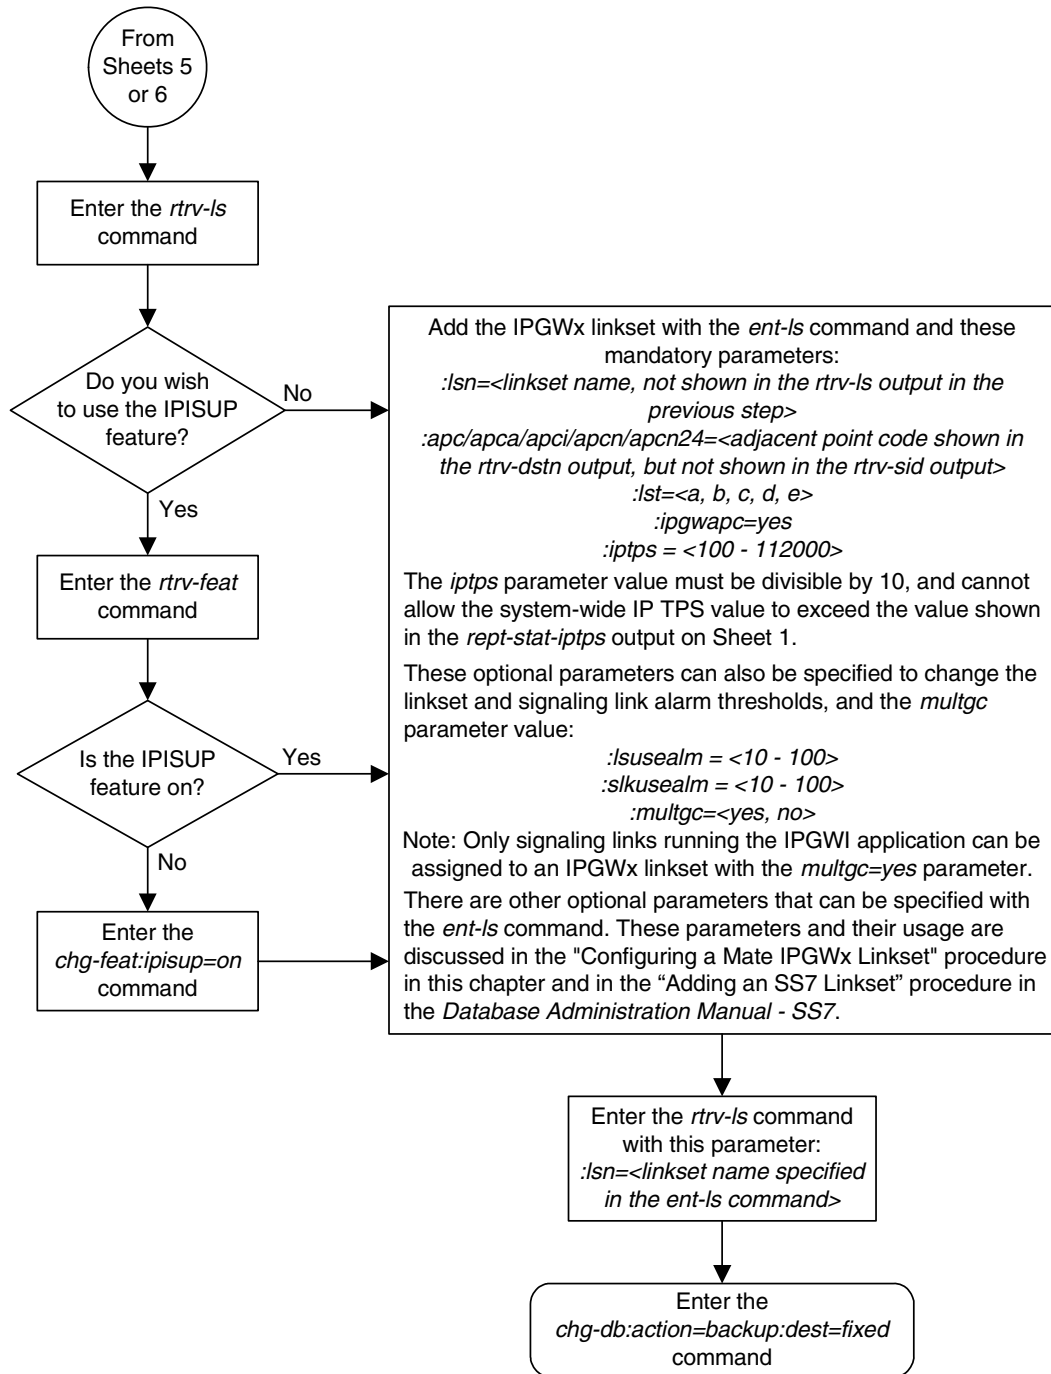 From
Sheets 5
or 6
Enter the rtrv-ls
command
Do you wish
to use the IPISUP
feature?
No
Yes
Enter the rtrv-feat
command
Is the IPISUP
feature on?
Yes
No
Enter the
chg-feat:ipisup=on
command
Add the IPGWx linkset with the ent-ls command and these
mandatory parameters:
:lsn=<linkset name, not shown in the rtrv-ls output in the
previous step>
:apc/apca/apci/apcn/apcn24=<adjacent point code shown in
the rtrv-dstn output, but not shown in the rtrv-sid output>
:lst=<a, b, c, d, e>
:ipgwapc=yes
:iptps = <100 - 112000>
The iptps parameter value must be divisible by 10, and cannot
allow the system-wide IP TPS value to exceed the value shown
in the rept-stat-iptps output on Sheet 1.
These optional parameters can also be specified to change the
linkset and signaling link alarm thresholds, and the multgc
parameter value:
:lsusealm = <10 - 100>
:slkusealm = <10 - 100>
:multgc=<yes, no>
Note: Only signaling links running the IPGWI application can be
assigned to an IPGWx linkset with the multgc=yes parameter.
There are other optional parameters that can be specified with
the ent-ls command. These parameters and their usage are
discussed in the "Configuring a Mate IPGWx Linkset" procedure
in this chapter and in the “Adding an SS7 Linkset” procedure in
the Database Administration Manual - SS7.
Enter the rtrv-ls command
with this parameter:
:lsn=<linkset name specified
in the ent-ls command>
Enter the
chg-db:action=backup:dest=fixed
command